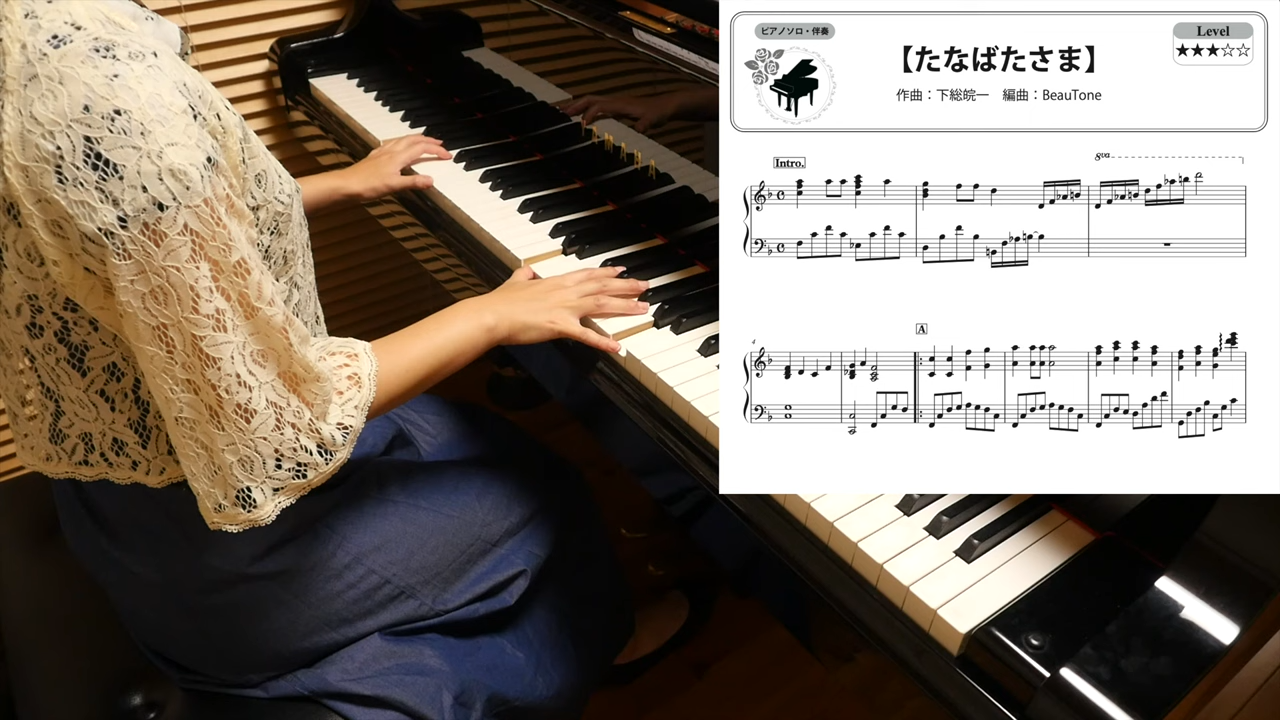 ピアノソロ・伴奏
Level
★★★☆☆
【たなばたさま】
作曲：下総皖一　編曲：BeauTone
Intro.
8va
4
A